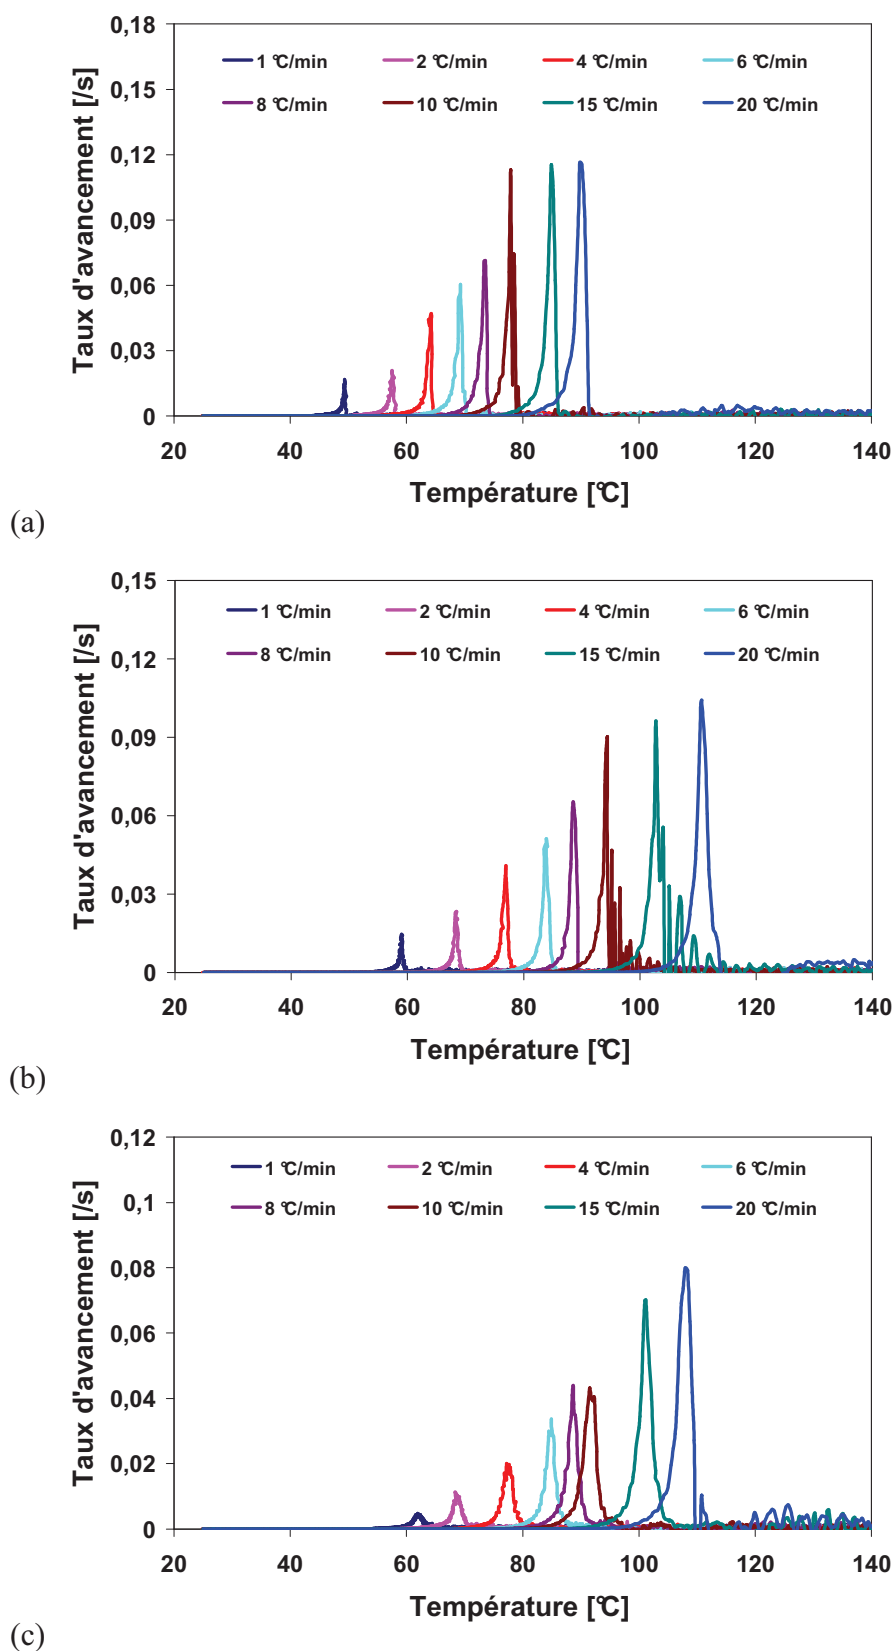 0,18
1 °C/min 2 °C/min 4 °C/min 6 °C/min
0,15
8 °C/min 10 °C/min 15 °C/min 20 °C/min
0,12
0,09
0,06
0,03
0
Taux d'avancement [/s]
20 40 60 80 100 120 140
Température [°C]
(a)
0,15
1 °C/min 2 °C/min 4 °C/min 6 °C/min
8 °C/min 10 °C/min 15 °C/min 20 °C/min
0,12
0,09
0,06
0,03
0
Taux d'avancement [/s]
20 40 60 80 100 120 140
Température [°C]
(b)
0,12
1 °C/min 2 °C/min 4 °C/min 6 °C/min
0,1
8 °C/min 10 °C/min 15 °C/min 20 °C/min
0,08
0,06
0,04
0,02
0
Taux d'avancement [/s]
20 40 60 80 100 120 140
Température [°C]
(c)